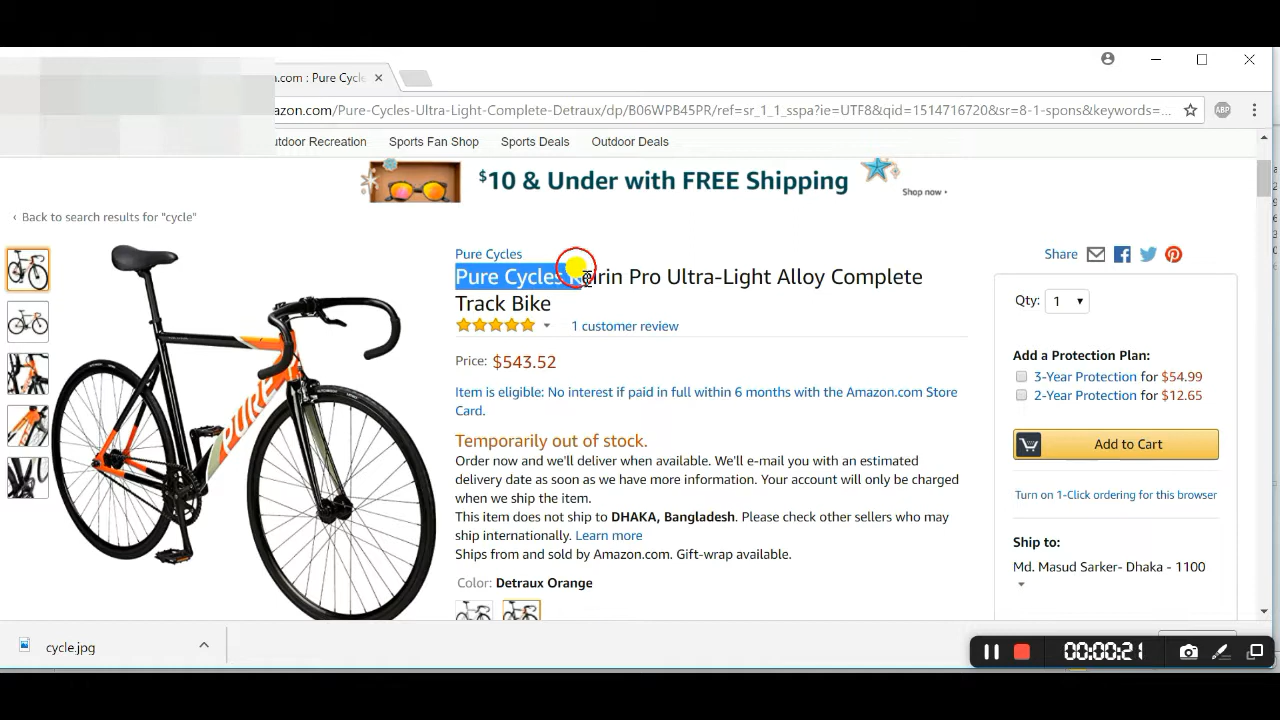 n.com : Pure Cycle
azon.com/Pure-Cycles-Ultra-Light-Complete-Detraux/dp/B06WPB45PR/ref=sr_1_1_sspa?ie=UTF8&qid=1514716720&sr=8-1-spons&keywords=...
ABP
utdoor Recreation Sports Fan Shop Sports Deals Outdoor Deals
$10 & Under with FREE Shipping
Shop now
‹ Back to search results for "cycle"
Pure Cycles
Share
Pure Cycles Keirin Pro Ultra-Light Alloy Complete
Track Bike
1 customer review
Qty: 1
Price: $543.52
Add a Protection Plan:
3-Year Protection for $54.99
2-Year Protection for $12.65
Item is eligible: No interest if paid in full within 6 months with the Amazon.com Store
Card.
Add to Cart
Temporarily out of stock.
Order now and we'll deliver when available. We'll e-mail you with an estimated
delivery date as soon as we have more information. Your account will only be charged
when we ship the item.
Turn on 1-Click ordering for this browser
This item does not ship to DHAKA, Bangladesh. Please check other sellers who may
ship internationally. Learn more
Ships from and sold by Amazon.com. Gift-wrap available.
Ship to:
Md. Masud Sarker- Dhaka - 1100
Color: Detraux Orange
PURE
cycle.jpg
00:00:21